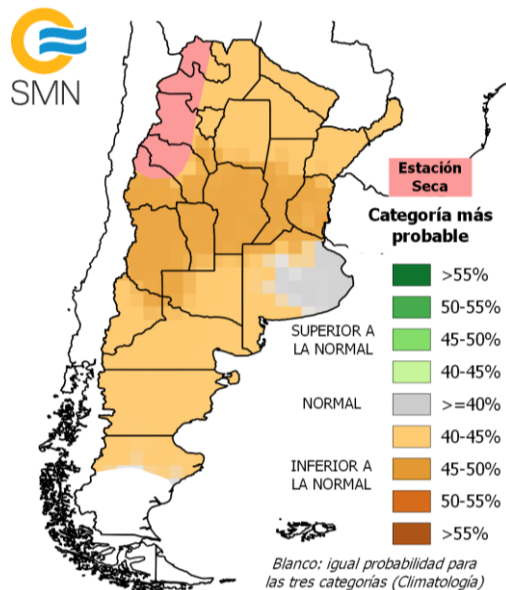 SMN
Estación
Seca
Categoría más
probable
>55%
50-55%
SUPERIOR A
LA NORMAL
45-50%
40-45%
NORMAL
>=40%
40-45%
INFERIOR A
LA NORMAL
45-50%
50-55%
>55%
Blanco: igual probabilidad para
las tres categorías (Climatología)